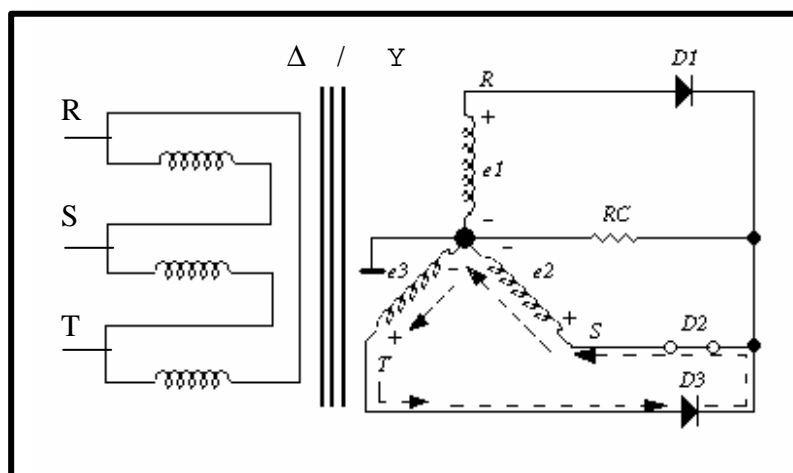 Δ / Y
D1
R
R
+
e1
S
-
RC
-
e3
-
e2
+
+
S
D2
T
T
D3